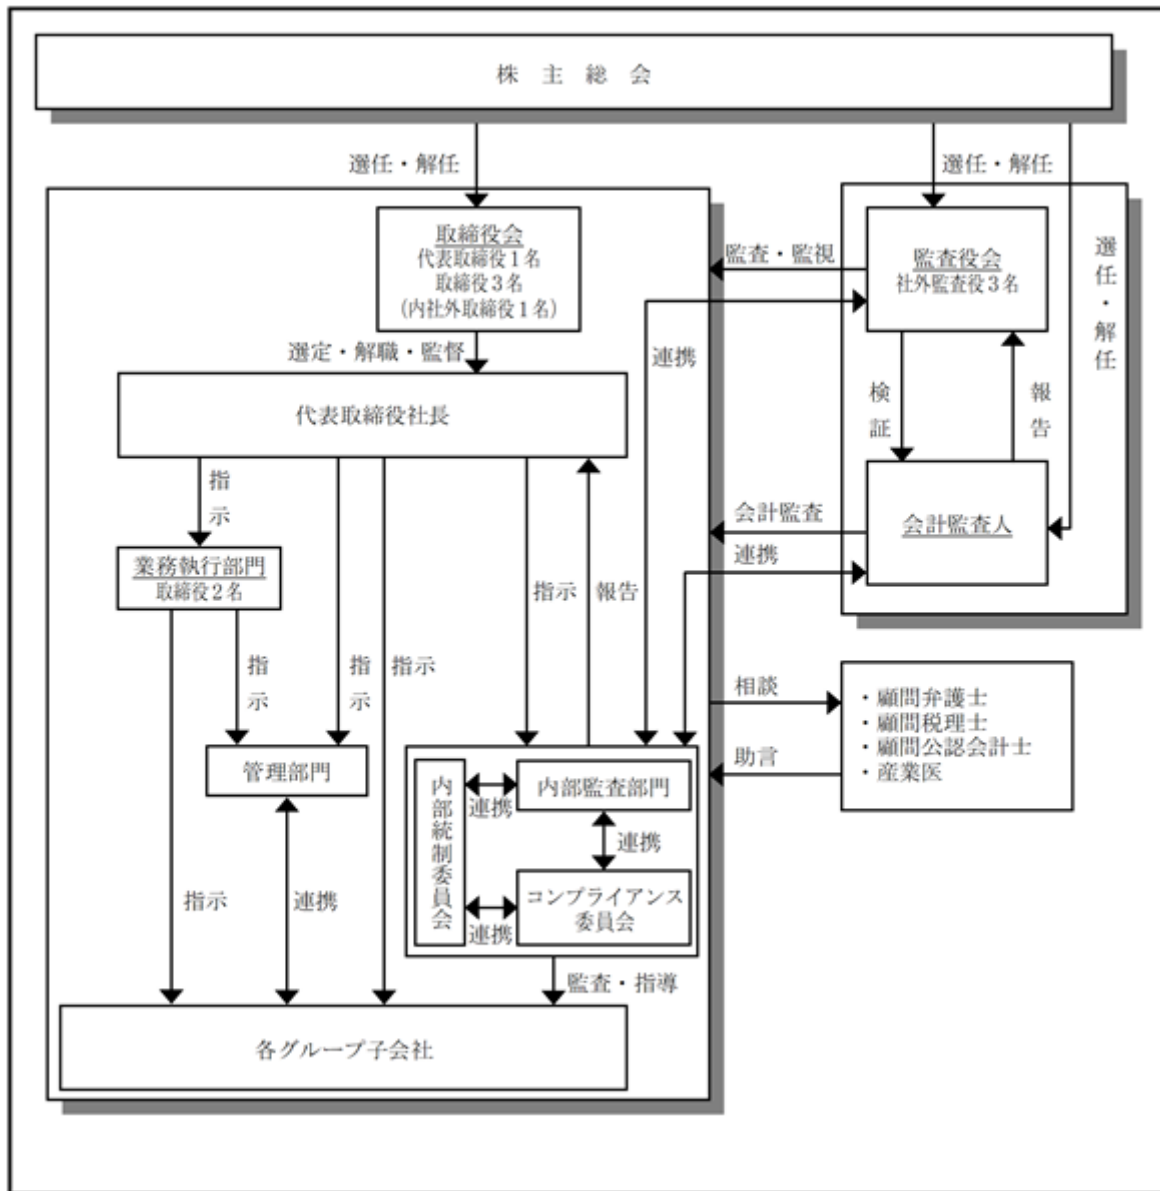 株　主　総　会
選任・解任
選任・解任
選任・解任
取締役会
代表取締役１名
取締役３名
（内社外取締役１名）
監査・監視
監査役会
社外監査役３名
選定・解職・監督
連携
検証
報告
代表取締役社長
指示
会計監査
会計監査人
連携
業務執行部門
取締役２名
指示
報告
指示
指示
指示
相談
・顧問弁護士
・顧問税理士
・顧問公認会計士
・産業医
助言
管理部門
内部統制委員会
連携
内部監査部門
連携
コンプライアンス
委員会
連携
指示
連携
監査・指導
各グループ子会社